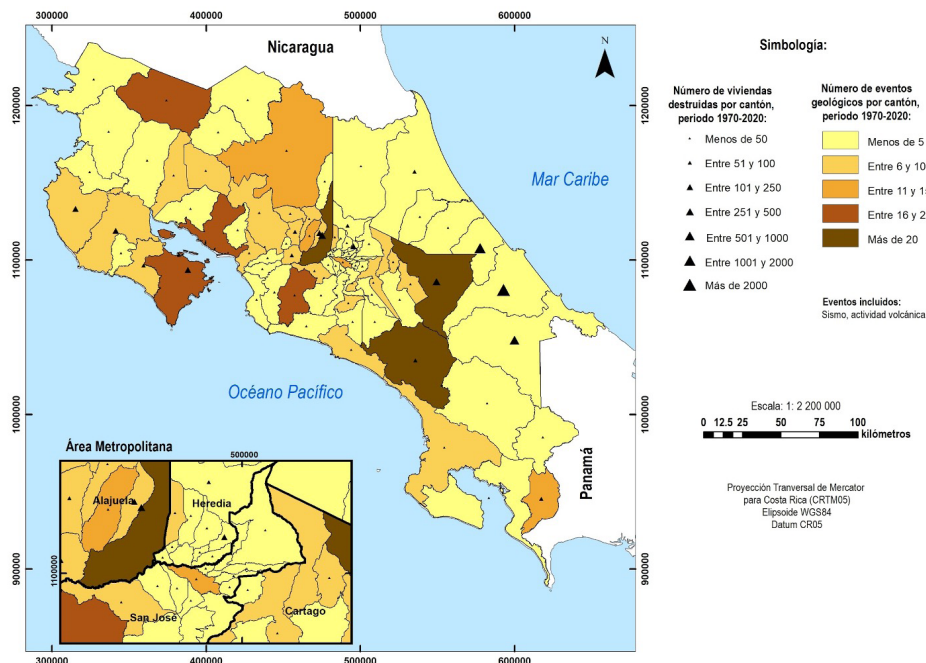 300000 400000 500000 600000
Nicaragua
N
1200000
1200000
Mar Caribe
1100000
1100000
Océano Pacífico
1000000
1000000
Panamá
900000
900000
Área Metropolitana
500000
Alajuela
Heredia
1100000
San José
Cartago
300000 400000 500000 600000
Simbología:
Número de viviendas
destruidas por cantón,
periodo 1970-2020:
Menos de 50
Entre 51 y 100
Entre 101 y 250
Entre 251 y 500
Entre 501 y 1000
Entre 1001 y 2000
Más de 2000
Número de eventos
geológicos por cantón,
periodo 1970-2020:
Menos de 5
Entre 6 y 10
Entre 11 y
Entre 16 y
Más de 20
Eventos incluidos:
Sismo, actividad volcánica
Escala: 1: 2 200 000
0 12.5 25 50 75 100
kilómetros
Proyección Tranversal de Mercator
para Costa Rica (CRTM05)
Elipsoide WGS84
Datum CR05